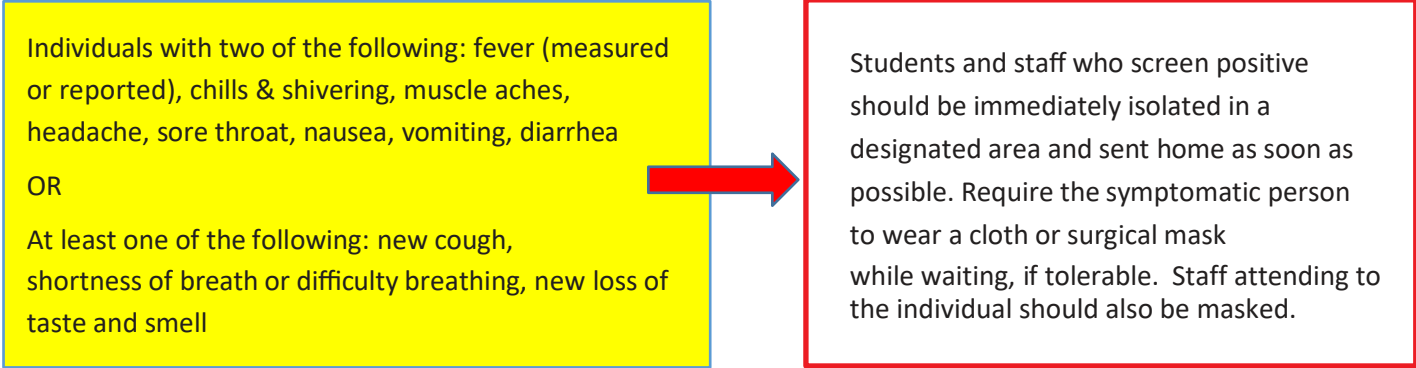 Individuals with two of the following: fever (measured
or reported), chills & shivering, muscle aches,
headache, sore throat, nausea, vomiting, diarrhea
OR
At least one of the following: new cough,
shortness of breath or difficulty breathing, new loss of
taste and smell
Students and staff who screen positive
should be immediately isolated in a
designated area and sent home as soon as
possible. Require the symptomatic person
to wear a cloth or surgical mask
while waiting, if tolerable.  Staff attending to
the individual should also be masked.